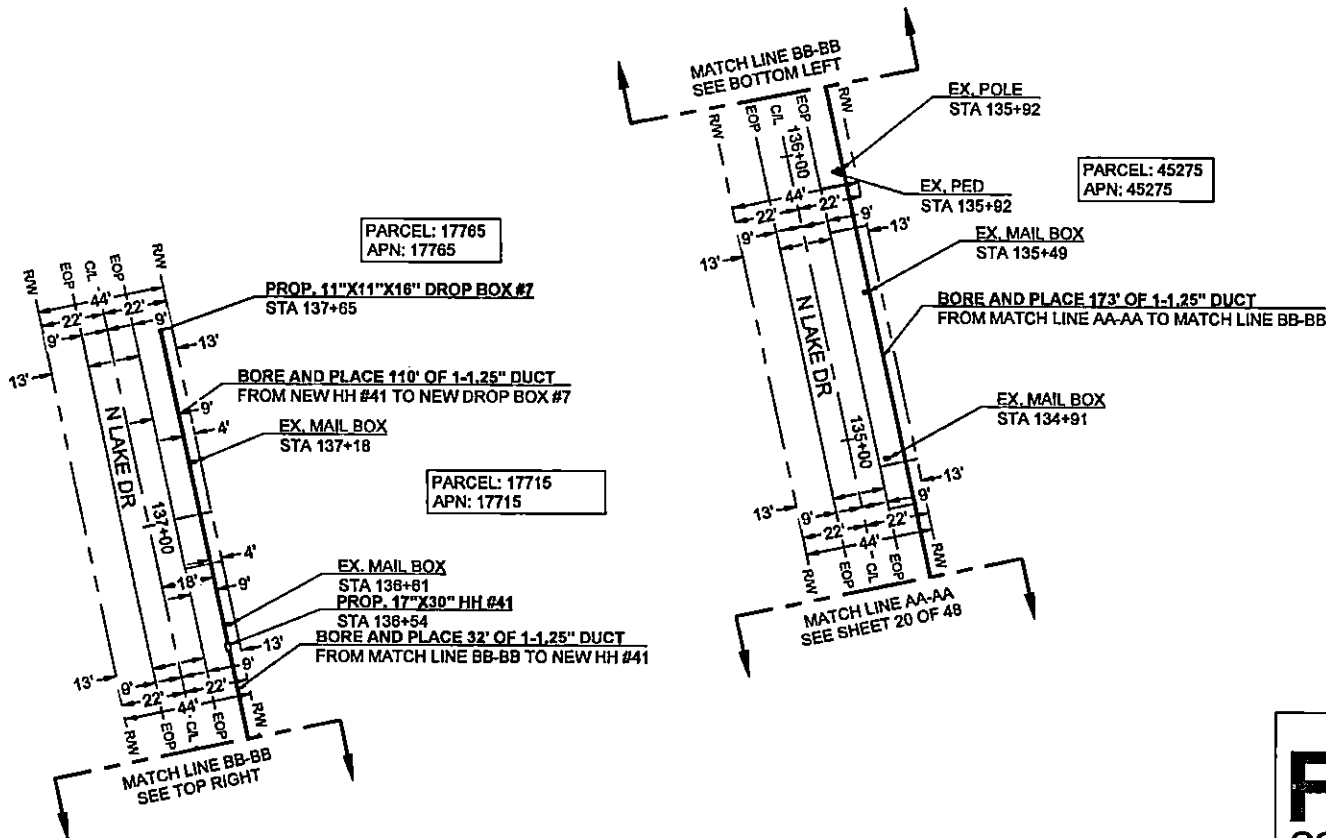 MATCH LINE BB-BB
SEE BOTTOM LEFT
R/W
EOP
C/L
EOP
R/W
136+00
EX, POLE
STA 135+92
EX, PED
STA 135+92
PARCEL: 45275
APN: 45275
44'
22'
22'
9'
9'
13'
13'
EX, MAIL BOX
STA 135+49
BORE AND PLACE 173' OF 1-1.25" DUCT
FROM MATCH LINE AA-AA TO MATCH LINE BB-BB
N LAKE DR
EX, MAIL BOX
STA 134+91
135+00
13'
13'
9'
9'
22'
22'
44'
R/W
EOP
C/L
EOP
R/W
MATCH LINE AA-AA
SEE SHEET 20 OF 48
R/W
EOP
C/L
EOP
R/W
44'
22'
22'
9'
9'
13'
13'
PARCEL: 17765
APN: 17765
PROP. 11"X11"X16" DROP BOX #7
STA 137+65
BORE AND PLACE 110' OF 1-1.25" DUCT
FROM NEW HH #41 TO NEW DROP BOX #7
9'
4'
EX, MAIL BOX
STA 137+18
N LAKE DR
PARCEL: 17715
APN: 17715
137+00
4'
18'
9'
EX. MAIL BOX
STA 136+61
PROP. 17"X30" HH #41
STA 136+54
BORE AND PLACE 32' OF 1-1.25" DUCT
FROM MATCH LINE BB-BB TO NEW HH #41
13'
13'
9'
9'
22'
22'
44'
R/W
EOP
C/L
EOP
R/W
MATCH LINE BB-BB
SEE TOP RIGHT